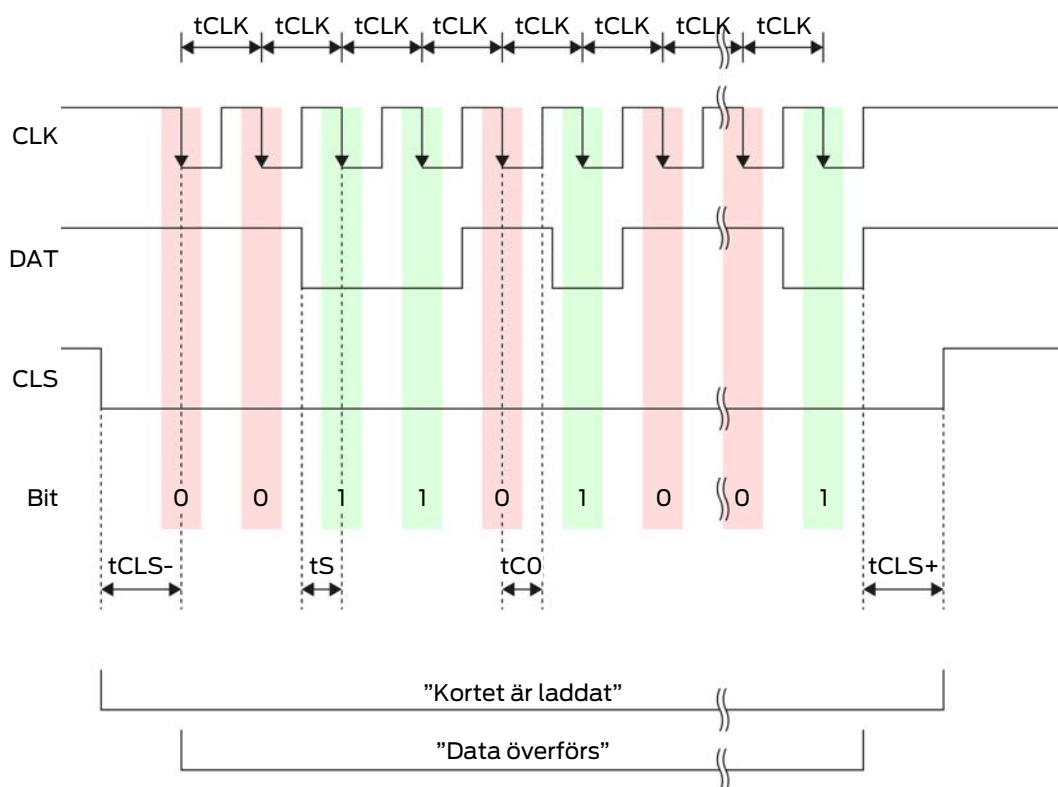 tCLK tCLK tCLK tCLK tCLK tCLK tCLK tCLK
CLK
DAT
CLS
Bit 0 0 1 1 0 1 0 0 1
tCLS- tS tC0 tCLS+
”Kortet är laddat”
”Data överförs”